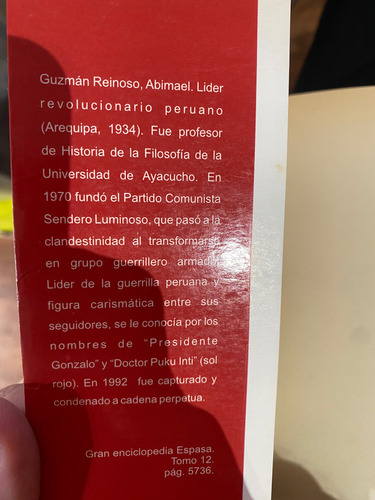 Guzmán Reinoso, Abimael. Lider
revolucionario peruano
(Arequipa, 1934). Fue profesor
de Historia de la Filosofía de la
Universidad de Ayacucho. En
1970 fundó el Partido Comunista
Sendero Luminoso, que pasó a la
clandestinidad al transformarse
en grupo guerrillero armado.
Lider de la guerrilla peruana y
figura carismática entre sus
seguidores, se le conocía por los
nombres de “Presidente
Gonzalo” y “Doctor Puku Inti” (sol
rojo). En 1992 fue capturado y
condenado a cadena perpetua.
Gran enciclopedia Espasa.
Tomo 12.
pág. 5736.